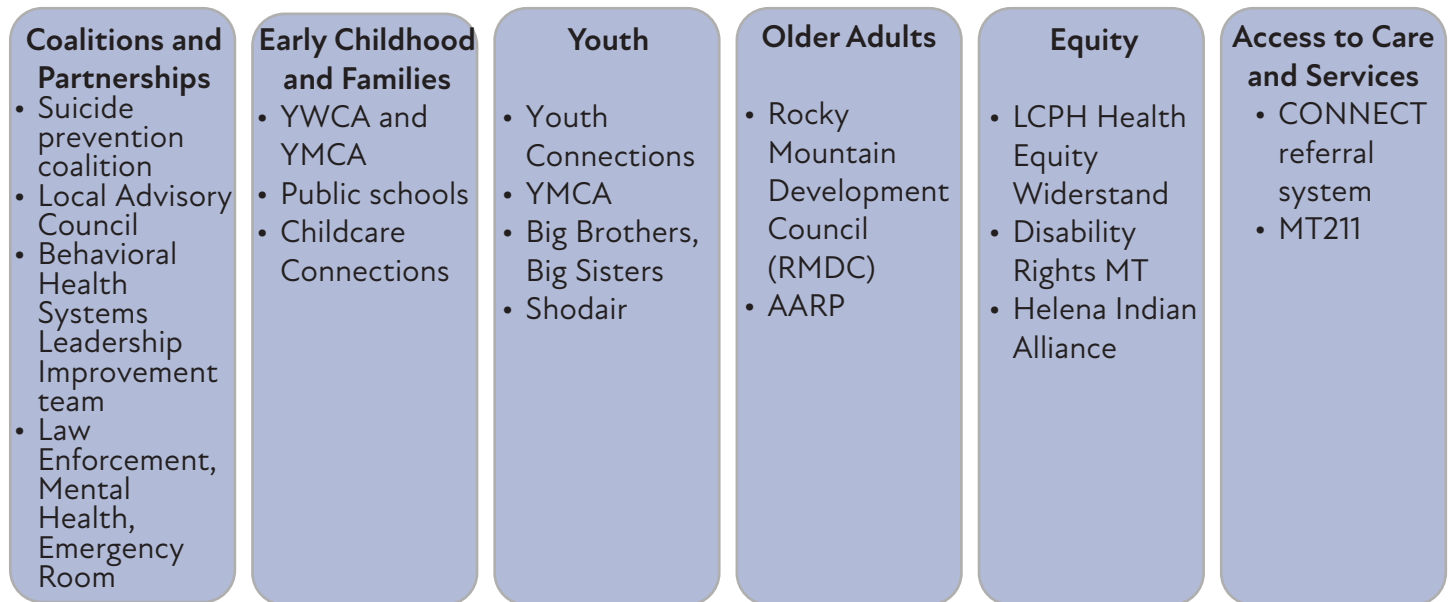 Coalitions and
Partnerships
• Suicide
prevention
coalition
• Local Advisory
Council
• Behavioral
Health
Systems
Leadership
Improvement
team
• Law
Enforcement,
Mental
Health,
Emergency
Room
Early Childhood
and Families
• YWCA and
YMCA
• Public schools
• Childcare
Connections
Youth
• Youth
Connections
• YMCA
• Big Brothers,
Big Sisters
• Shodair
Older Adults
• Rocky
Mountain
Development
Council
(RMDC)
• AARP
Equity
• LCPH Health
Equity
Widerstand
• Disability
Rights MT
• Helena Indian
Alliance
Access to Care
and Services
• CONNECT
referral
system
• MT211